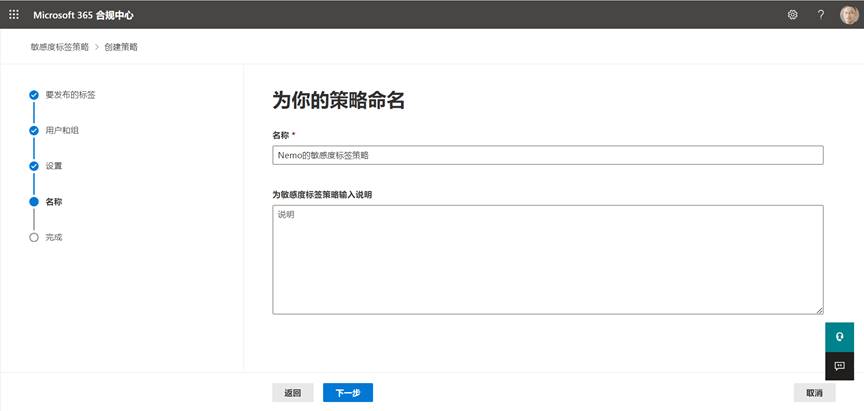 Microsoft 365 合规中心
?
敏感度标签策略 > 创建策略
要发布的标签
用户和组
设置
名称
完成
为你的策略命名
名称 *
Nemo的敏感度标签策略
为敏感度标签策略输入说明
说明
返回
下一步
取消